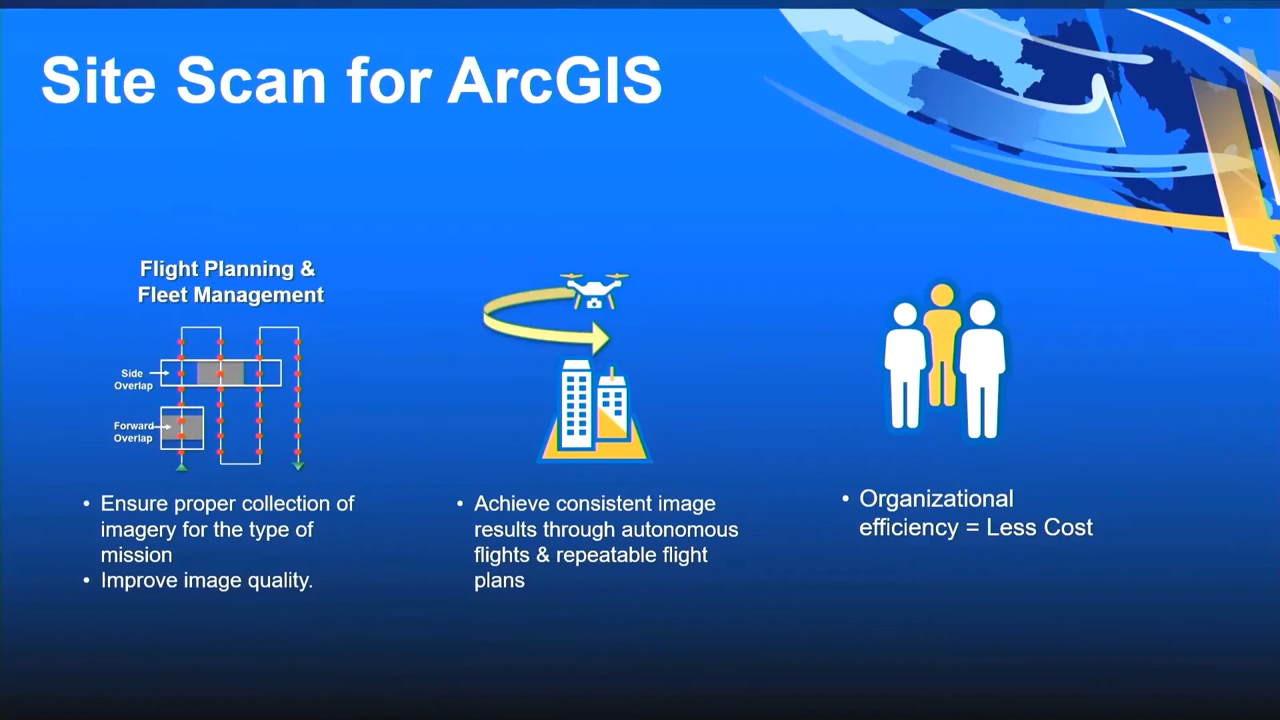 Site Scan for ArcGIS
Flight Planning &
Fleet Management
Side
Overlap
Forward
Overlap
• Ensure proper collection of
imagery for the type of
mission
• Improve image quality.
• Achieve consistent image
results through autonomous
flights & repeatable flight
plans
• Organizational
efficiency = Less Cost